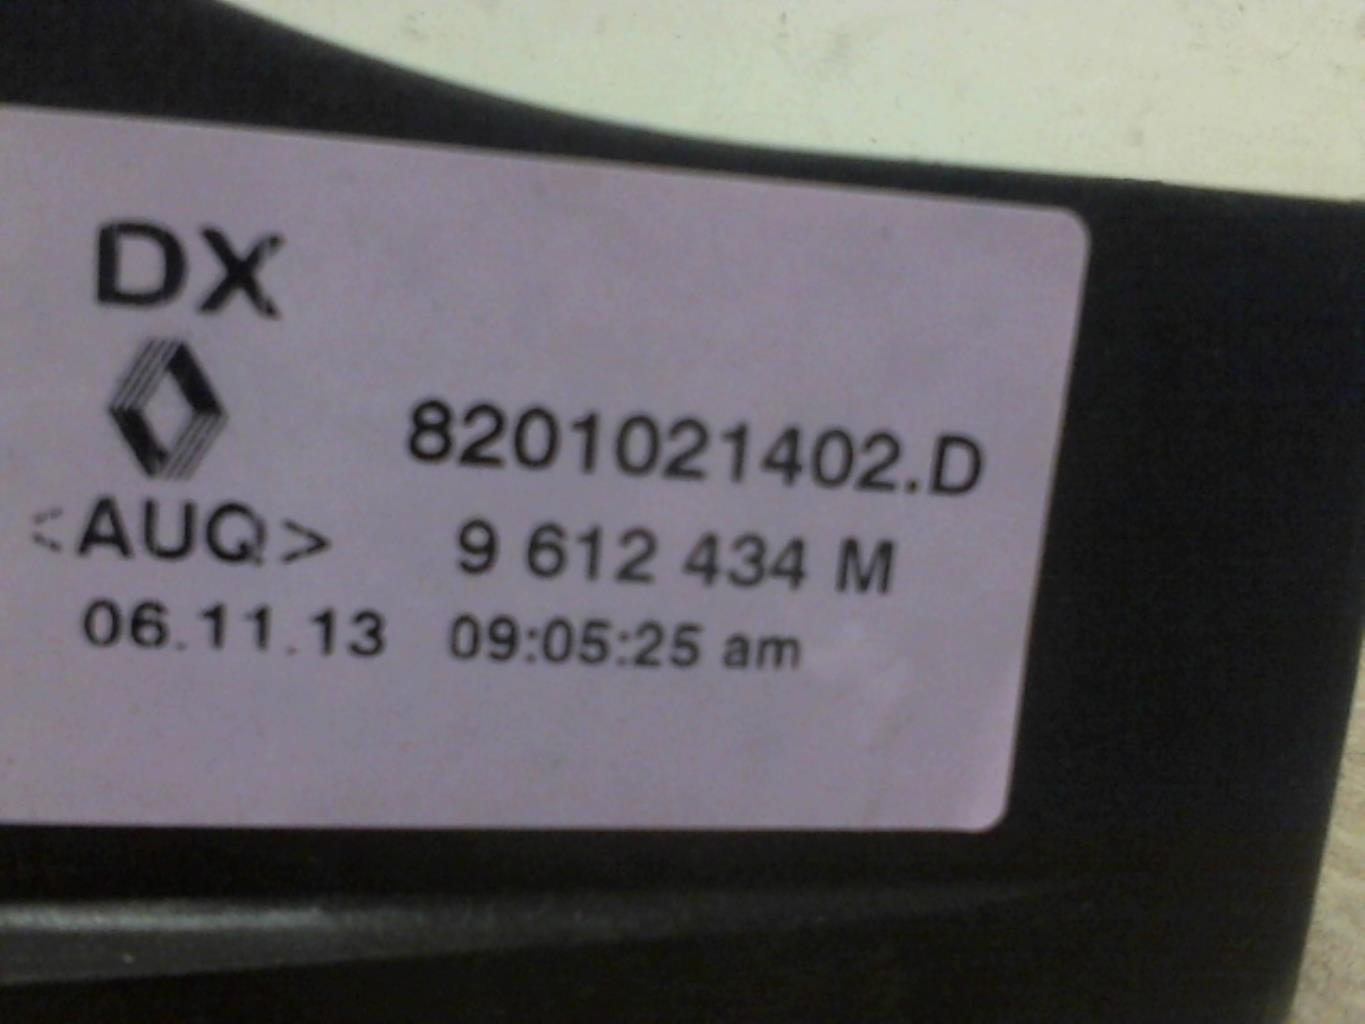 DX
8201021402.D
<AUQ> 9 612 434 M
06.11.13 09:05:25 am